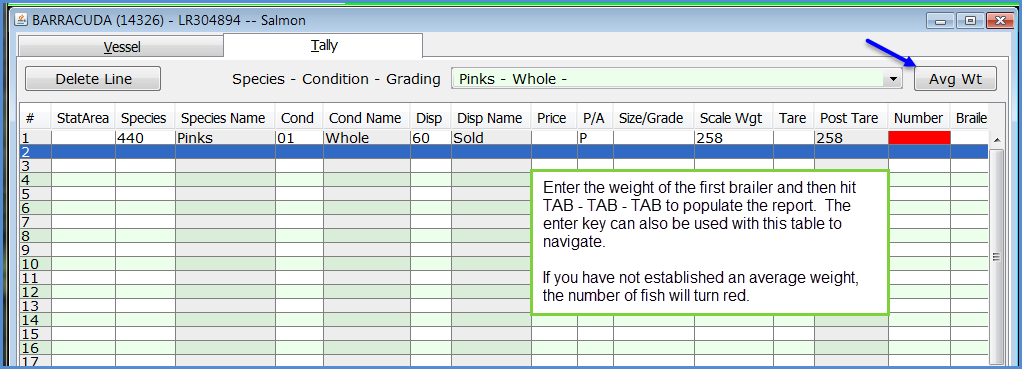 BARRACUDA (14326) - LR304894 -- Salmon
Vessel Tally
Delete Line Species - Condition - Grading Pinks - Whole - Avg Wt
# StatArea Species Species Name Cond Cond Name Disp Disp Name Price P/A Size/Grade Scale Wgt Tare Post Tare Number Braile
1 440 Pinks 01 Whole 60 Sold P 258 258
2
3
4
5
6
7
8
9
10
11
12
13
14
15
16
17
Enter the weight of the first brailer and then hit
TAB - TAB - TAB to populate the report.  The
enter key can also be used with this table to
navigate.
If you have not established an average weight,
the number of fish will turn red.